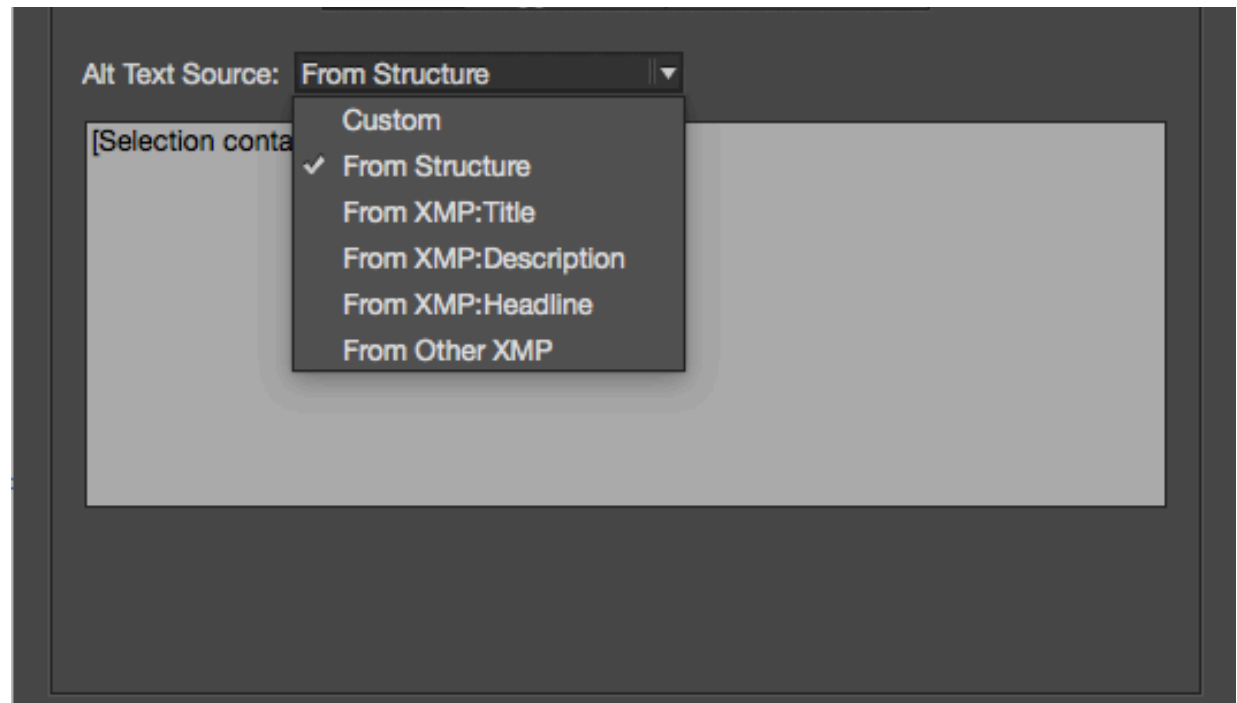 Alt Text Source: From Structure
Custom
[Selection conta
From Structure
From XMP:Title
From XMP:Description
From XMP:Headline
From Other XMP